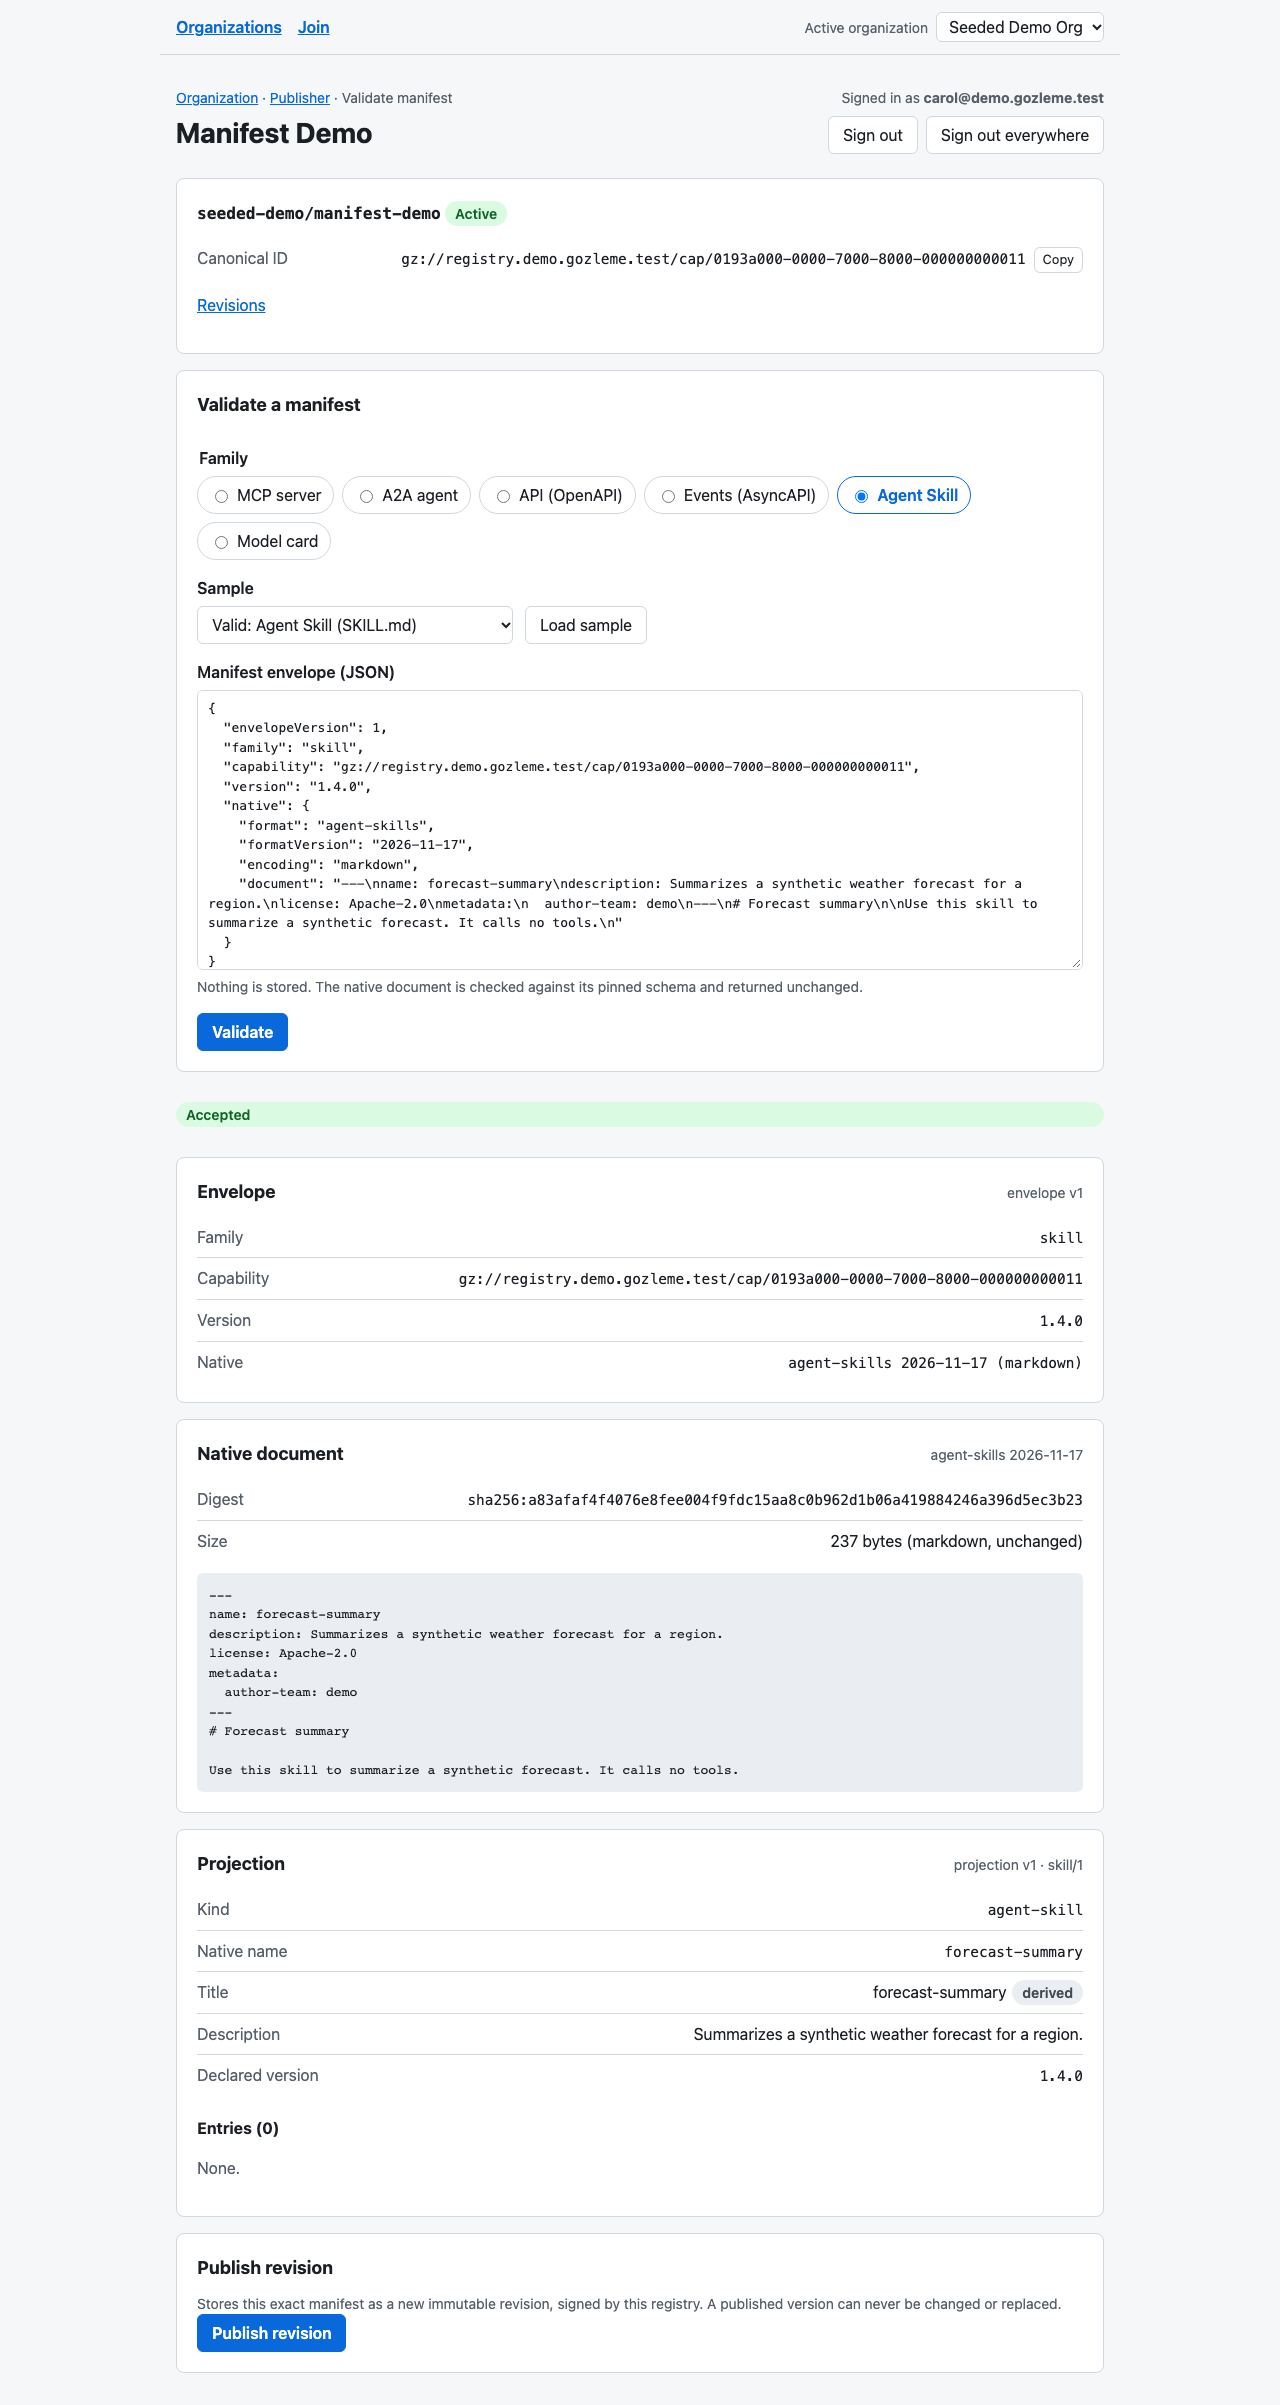 Organizations Join Active organization Seeded Demo Org
Organization · Publisher · Validate manifest Signed in as carol@demo.gozleme.test
Manifest Demo Sign out Sign out everywhere
seeded-demo/manifest-demo Active
Canonical ID gz://registry.demo.gozleme.test/cap/0193a000-0000-7000-8000-000000000011 Copy
Revisions
Validate a manifest
Family
MCP server A2A agent API (OpenAPI) Events (AsyncAPI) Agent Skill
Model card
Sample
Valid: Agent Skill (SKILL.md) Load sample
Manifest envelope (JSON)
{
  "envelopeVersion": 1,
  "family": "skill",
  "capability": "gz://registry.demo.gozleme.test/cap/0193a000-0000-7000-8000-000000000011",
  "version": "1.4.0",
  "native": {
    "format": "agent-skills",
    "formatVersion": "2026-11-17",
    "encoding": "markdown",
    "document": "---\nname: forecast-summary\ndescription: Summarizes a synthetic weather forecast for a
region.\nlicense: Apache-2.0\nmetadata:\n  author-team: demo\n---\n# Forecast summary\n\nUse this skill to
summarize a synthetic forecast. It calls no tools.\n"
  }
}
Nothing is stored. The native document is checked against its pinned schema and returned unchanged.
Validate
Accepted
Envelope envelope v1
Family skill
Capability gz://registry.demo.gozleme.test/cap/0193a000-0000-7000-8000-000000000011
Version 1.4.0
Native agent-skills 2026-11-17 (markdown)
Native document agent-skills 2026-11-17
Digest sha256:a83afaf4f4076e8fee004f9fdc15aa8c0b962d1b06a419884246a396d5ec3b23
Size 237 bytes (markdown, unchanged)
---
name: forecast-summary
description: Summarizes a synthetic weather forecast for a region.
license: Apache-2.0
metadata:
  author-team: demo
---
# Forecast summary
Use this skill to summarize a synthetic forecast. It calls no tools.
Projection projection v1 · skill/1
Kind agent-skill
Native name forecast-summary
Title forecast-summary derived
Description Summarizes a synthetic weather forecast for a region.
Declared version 1.4.0
Entries (0)
None.
Publish revision
Stores this exact manifest as a new immutable revision, signed by this registry. A published version can never be changed or replaced.
Publish revision